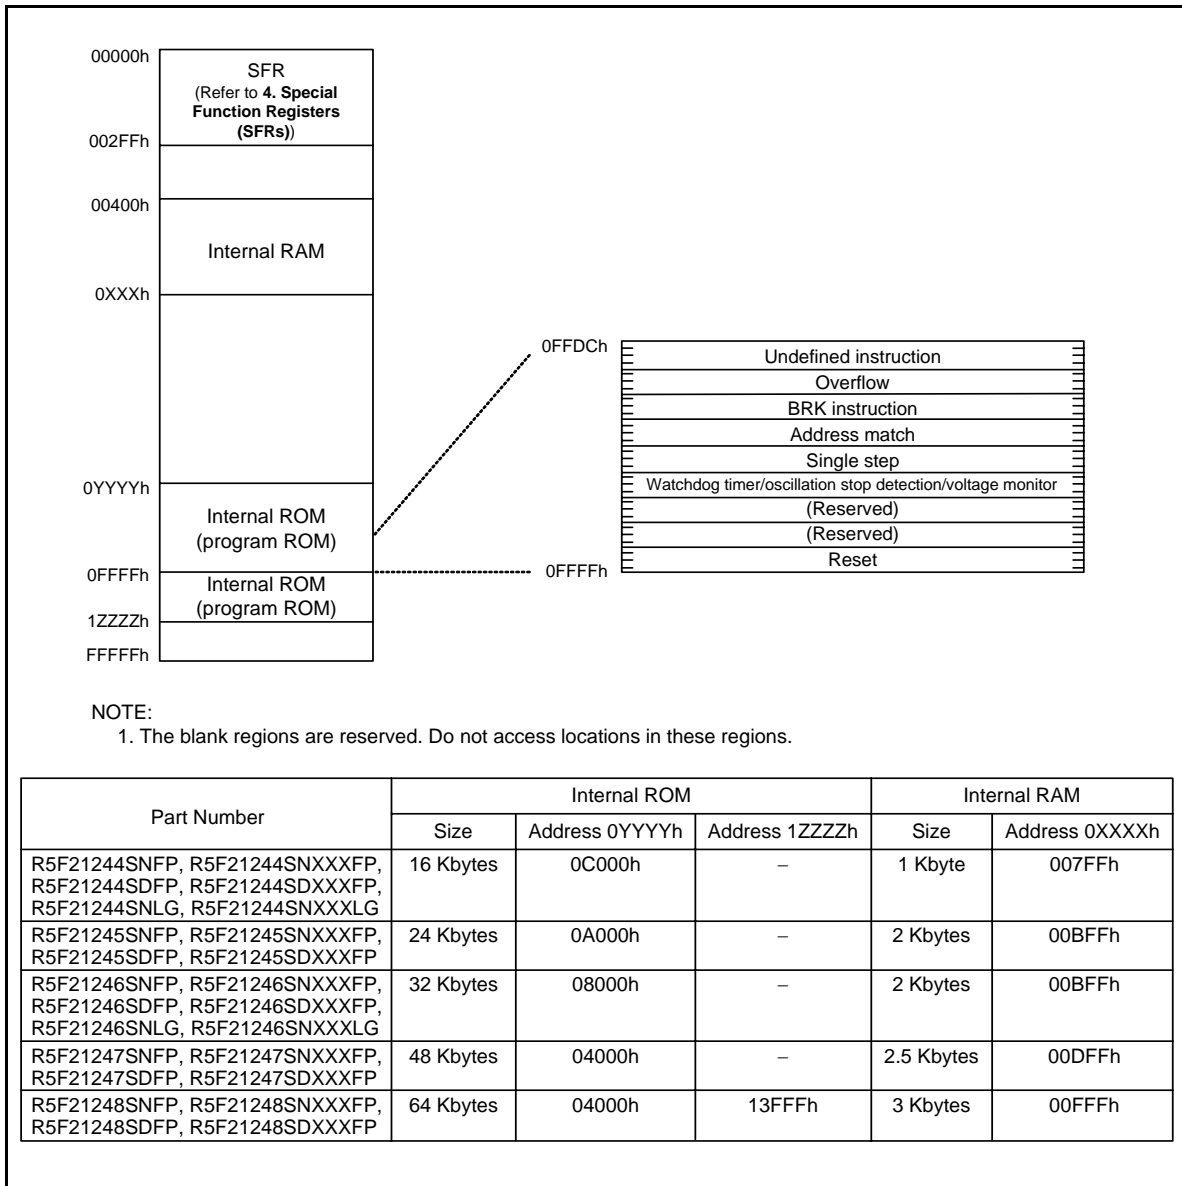 00000h
SFR
(Refer to 4. Special
Function Registers
(SFRs))
002FFh
00400h
Internal RAM
0XXXh
0YYYYh
Internal ROM
(program ROM)
0FFFFh
Internal ROM
(program ROM)
1ZZZZh
FFFFFh
0FFDCh
Undefined instruction
Overflow
BRK instruction
Address match
Single step
Watchdog timer/oscillation stop detection/voltage monitor
(Reserved)
(Reserved)
Reset
0FFFFh
NOTE:
1. The blank regions are reserved. Do not access locations in these regions.
Part Number Internal ROM Internal RAM
Size Address 0YYYYh Address 1ZZZZh Size Address 0XXXXh
R5F21244SNFP, R5F21244SNXXXFP, 16 Kbytes 0C000h – 1 Kbyte 007FFh
R5F21244SDFP, R5F21244SDXXXFP,
R5F21244SNLG, R5F21244SNXXXLG
R5F21245SNFP, R5F21245SNXXXFP, 24 Kbytes 0A000h – 2 Kbytes 00BFFh
R5F21245SDFP, R5F21245SDXXXFP
R5F21246SNFP, R5F21246SNXXXFP, 32 Kbytes 08000h – 2 Kbytes 00BFFh
R5F21246SDFP, R5F21246SDXXXFP,
R5F21246SNLG, R5F21246SNXXXLG
R5F21247SNFP, R5F21247SNXXXFP, 48 Kbytes 04000h – 2.5 Kbytes 00DFFh
R5F21247SDFP, R5F21247SDXXXFP
R5F21248SNFP, R5F21248SNXXXFP, 64 Kbytes 04000h 13FFFh 3 Kbytes 00FFFh
R5F21248SDFP, R5F21248SDXXXFP